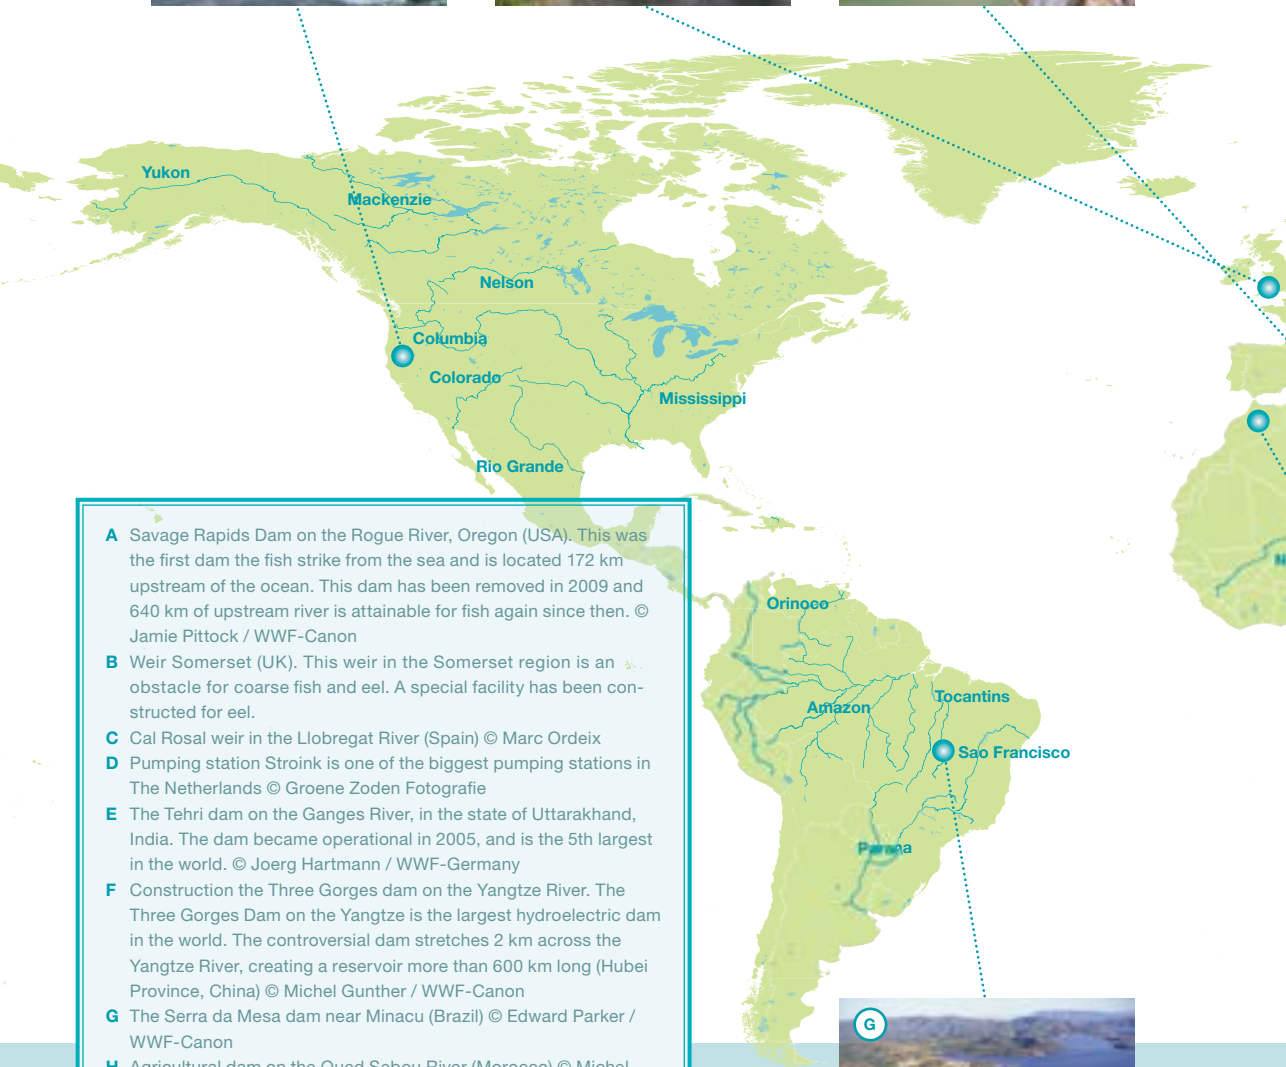 Yukon
Mackenzie
Nelson
Columbia
Colorado
Mississippi
Rio Grande
A Savage Rapids Dam on the Rogue River, Oregon (USA). This was
the first dam the fish strike from the sea and is located 172 km
upstream of the ocean. This dam has been removed in 2009 and
640 km of upstream river is attainable for fish again since then. ©
Jamie Pittock / WWF-Canon
B Weir Somerset (UK). This weir in the Somerset region is an
obstacle for coarse fish and eel. A special facility has been con-
structed for eel.
C Cal Rosal weir in the Llobregat River (Spain) © Marc Ordeix
D Pumping station Stroink is one of the biggest pumping stations in
The Netherlands © Groene Zoden Fotografie
E The Tehri dam on the Ganges River, in the state of Uttarakhand,
India. The dam became operational in 2005, and is the 5th largest
in the world. © Joerg Hartmann / WWF-Germany
F Construction the Three Gorges dam on the Yangtze River. The
Three Gorges Dam on the Yangtze is the largest hydroelectric dam
in the world. The controversial dam stretches 2 km across the
Yangtze River, creating a reservoir more than 600 km long (Hubei
Province, China) © Michel Gunther / WWF-Canon
G The Serra da Mesa dam near Minacu (Brazil) © Edward Parker /
WWF-Canon
H Agricultural dam on the Oued Sebou River (Morocco) © Michel
Orinoco
Amazon
Tocantins
Sao Francisco
Parana
G